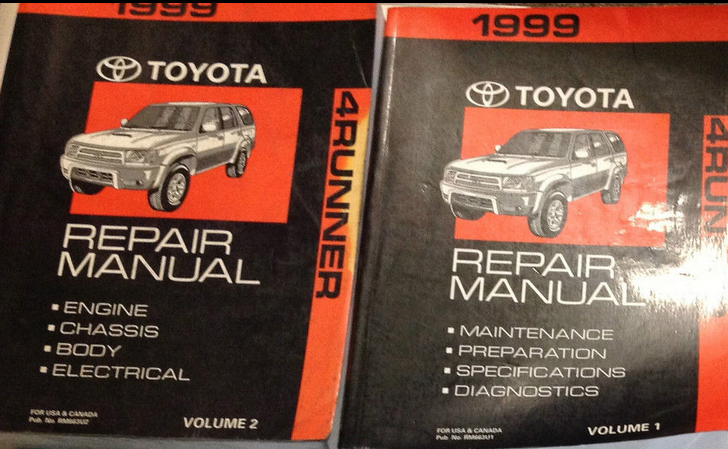 1999
TOYOTA
4RUNNER
REPAIR
MANUAL
▪ ENGINE
▪ CHASSIS
▪ BODY
▪ ELECTRICAL
FOR USA & CANADA
Pub. No. RM663U2
VOLUME 2
1999
TOYOTA
4RUNNER
REPAIR
MANUAL
▪ MAINTENANCE
▪ PREPARATION
▪ SPECIFICATIONS
▪ DIAGNOSTICS
FOR USA & CANADA
Pub. No. RM663U1
VOLUME 1